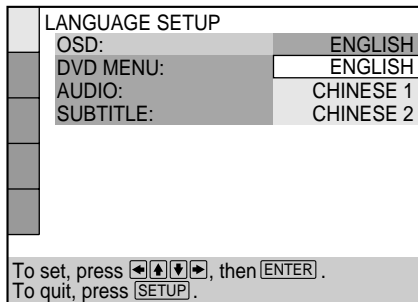 LANGUAGE SETUP
OSD: ENGLISH
DVD MENU: ENGLISH
AUDIO: CHINESE 1
SUBTITLE: CHINESE 2
To set, press ←↑↓→, then ENTER .
To quit, press SETUP .